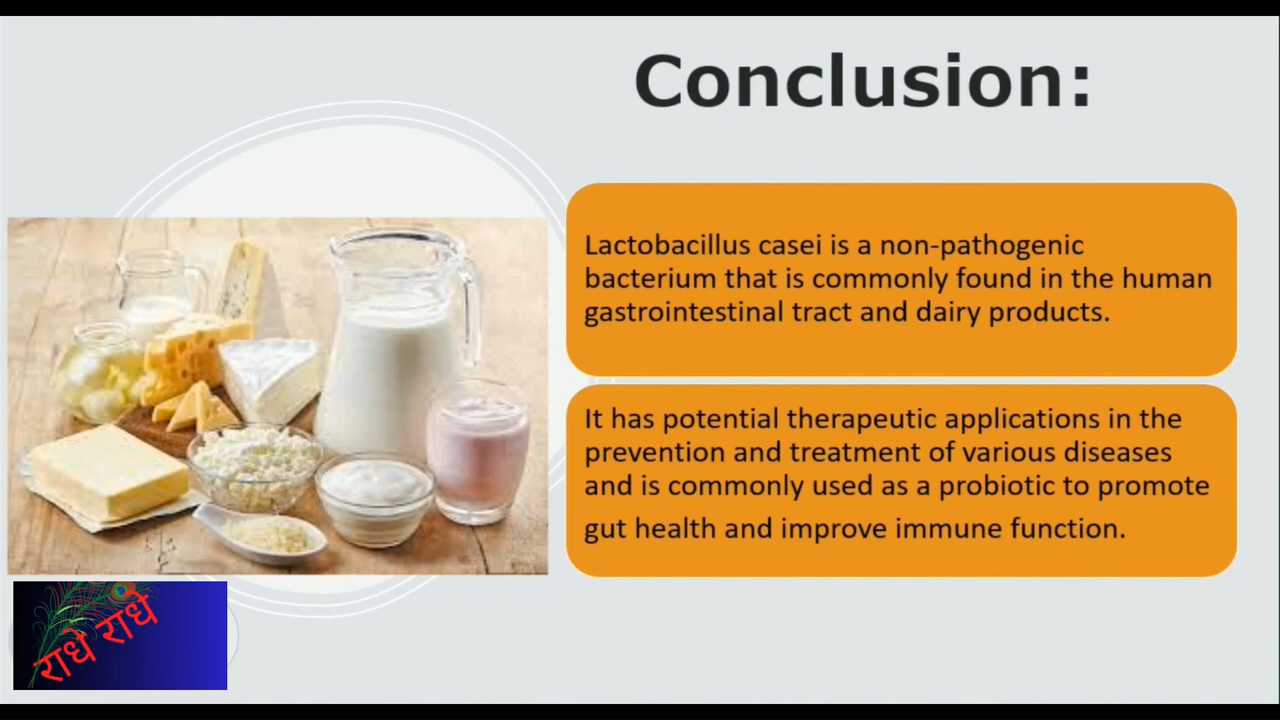 Conclusion:
Lactobacillus casei is a non-pathogenic
bacterium that is commonly found in the human
gastrointestinal tract and dairy products.
It has potential therapeutic applications in the
prevention and treatment of various diseases
and is commonly used as a probiotic to promote
gut health and improve immune function.
राधे राधे